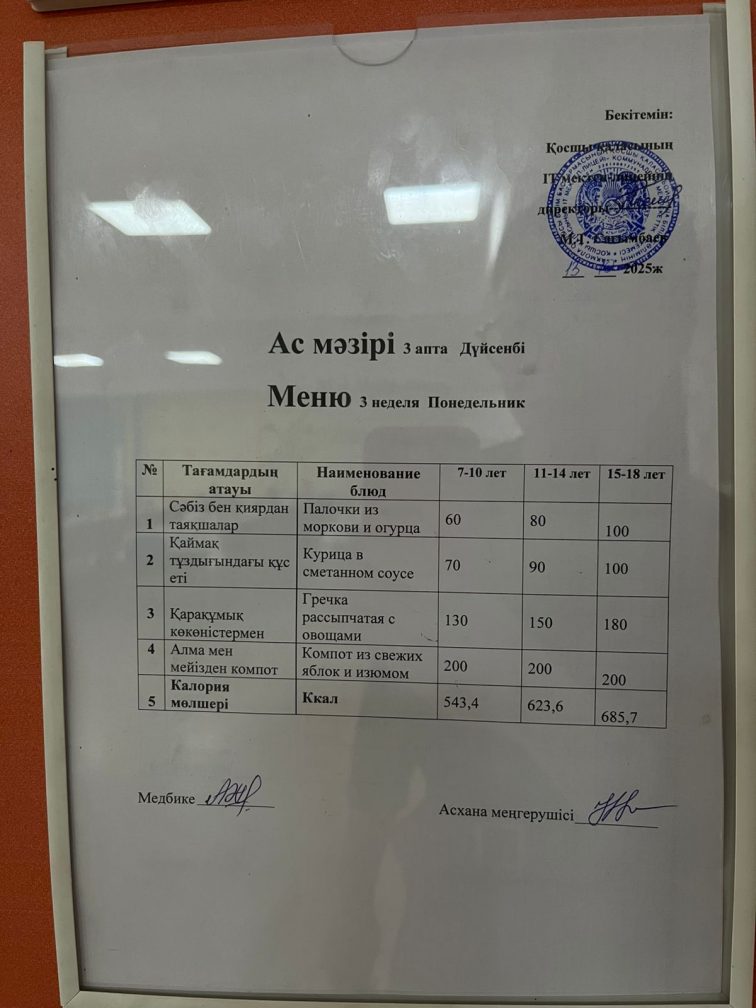 Бекітемін:
Қосшы қаласының
ІТ мектеп-лицейінің
директоры
2025ж
Ас мәзірі 3 апта Дүйсенбі
Меню 3 неделя Понедельник
№ Тағамдардың атауы Наименование блюд 7-10 лет 11-14 лет 15-18 лет
1 Сәбіз бен қиярдан таяқшалар Палочки из моркови и огурца 60 80 100
2 Қаймақ тұздығындағы құс еті Курица в сметанном соусе 70 90 100
3 Қарақұмық көкөністермен Гречка рассыпчатая с овощами 130 150 180
4 Алма мен мейізден компот Компот из свежих яблок и изюмом 200 200 200
5 Калория мөлшері Ккал 543,4 623,6 685,7
Медбике
Асхана меңгерушісі